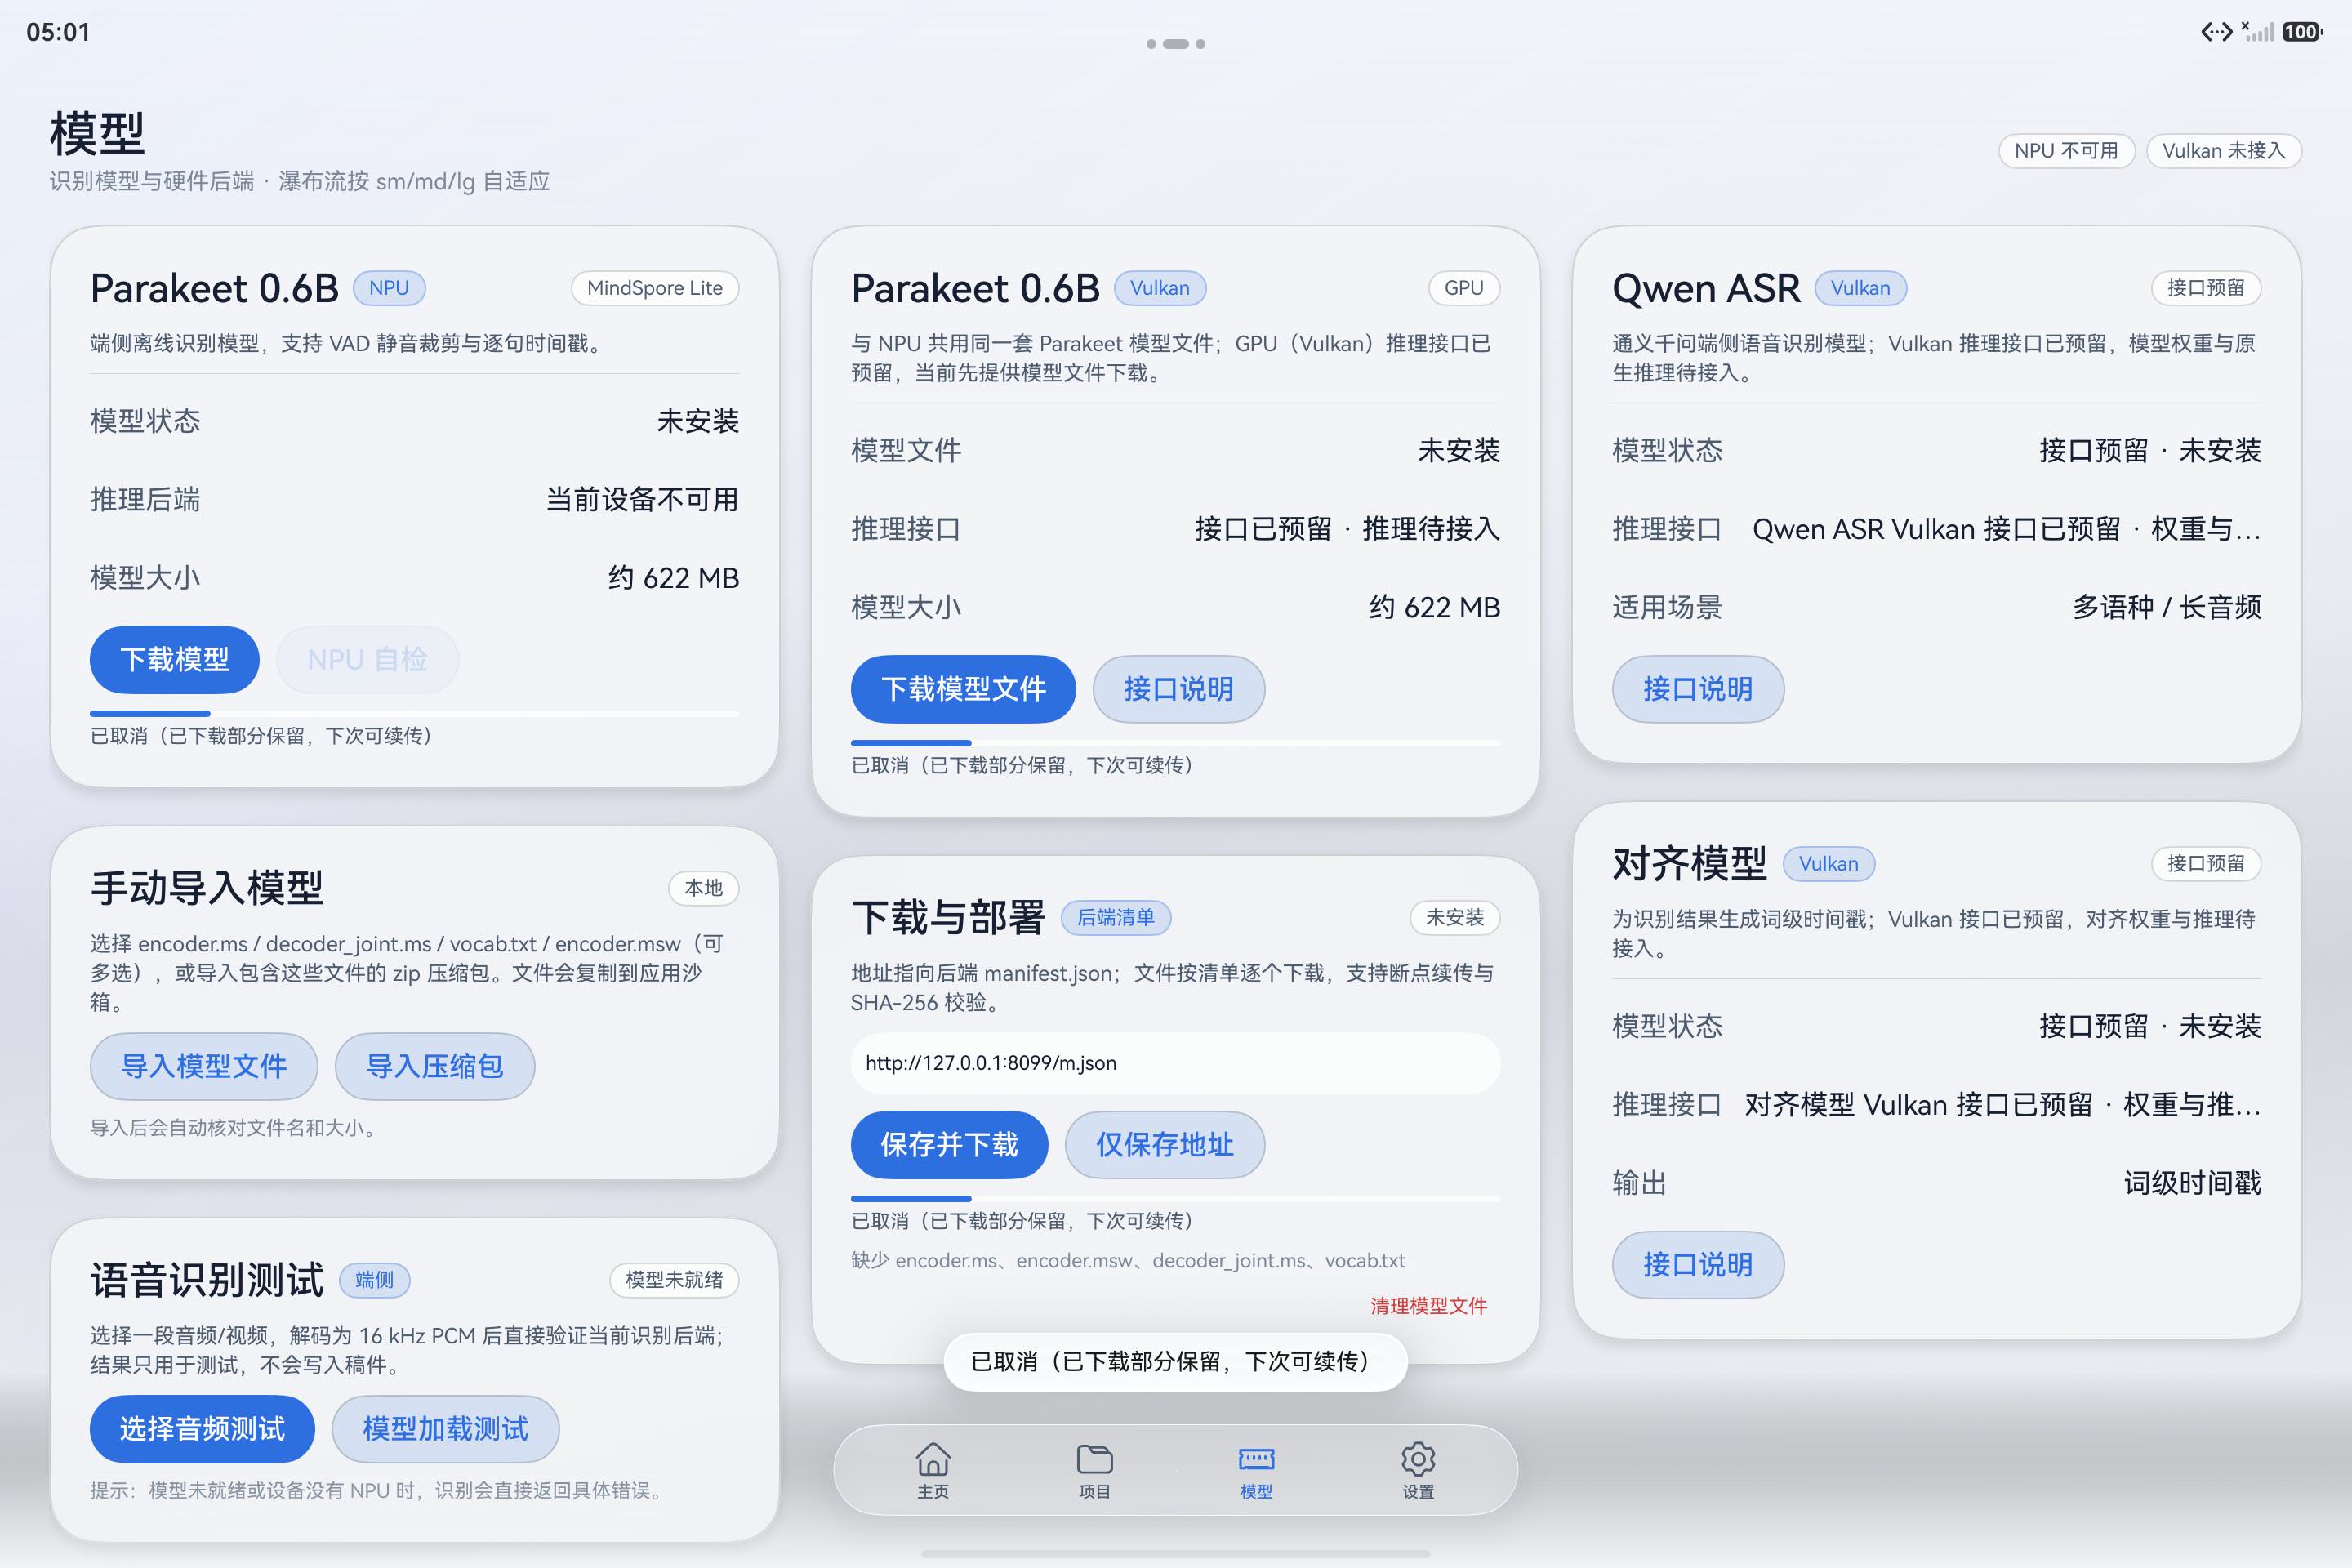 05:01
100
模型
识别模型与硬件后端 · 瀑布流按 sm/md/lg 自适应
NPU 不可用
Vulkan 未接入
Parakeet 0.6B
NPU
MindSpore Lite
端侧离线识别模型，支持 VAD 静音裁剪与逐句时间戳。
模型状态
未安装
推理后端
当前设备不可用
模型大小
约 622 MB
下载模型
NPU 自检
已取消（已下载部分保留，下次可续传）
手动导入模型
本地
选择 encoder.ms / decoder_joint.ms / vocab.txt / encoder.msw（可
多选），或导入包含这些文件的 zip 压缩包。文件会复制到应用沙
箱。
导入模型文件
导入压缩包
导入后会自动核对文件名和大小。
语音识别测试
端侧
模型未就绪
选择一段音频/视频，解码为 16 kHz PCM 后直接验证当前识别后端；
结果只用于测试，不会写入稿件。
选择音频测试
模型加载测试
提示：模型未就绪或设备没有 NPU 时，识别会直接返回具体错误。
Parakeet 0.6B
Vulkan
GPU
与 NPU 共用同一套 Parakeet 模型文件；GPU（Vulkan）推理接口已
预留，当前先提供模型文件下载。
模型文件
未安装
推理接口
接口已预留 · 推理待接入
模型大小
约 622 MB
下载模型文件
接口说明
已取消（已下载部分保留，下次可续传）
下载与部署
后端清单
未安装
地址指向后端 manifest.json；文件按清单逐个下载，支持断点续传与
SHA-256 校验。
http://127.0.0.1:8099/m.json
保存并下载
仅保存地址
已取消（已下载部分保留，下次可续传）
缺少 encoder.ms、encoder.msw、decoder_joint.ms、vocab.txt
清理模型文件
已取消（已下载部分保留，下次可续传）
Qwen ASR
Vulkan
接口预留
通义千问端侧语音识别模型；Vulkan 推理接口已预留，模型权重与原
生推理待接入。
模型状态
接口预留 · 未安装
推理接口
Qwen ASR Vulkan 接口已预留 · 权重与...
适用场景
多语种 / 长音频
接口说明
对齐模型
Vulkan
接口预留
为识别结果生成词级时间戳；Vulkan 接口已预留，对齐权重与推理待
接入。
模型状态
接口预留 · 未安装
推理接口
对齐模型 Vulkan 接口已预留 · 权重与推...
输出
词级时间戳
接口说明
主页
项目
模型
设置